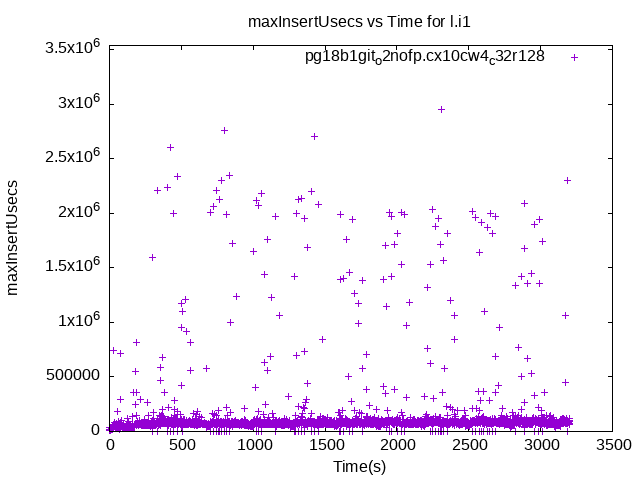 maxInsertUsecs vs Time for l.i1
pg18b1git_o2nofp.cx10cw4_c32r128
maxInsertUsecs
3.5x10^6
3x10^6
2.5x10^6
2x10^6
1.5x10^6
1x10^6
500000
0
0 500 1000 1500 2000 2500 3000 3500
Time(s)